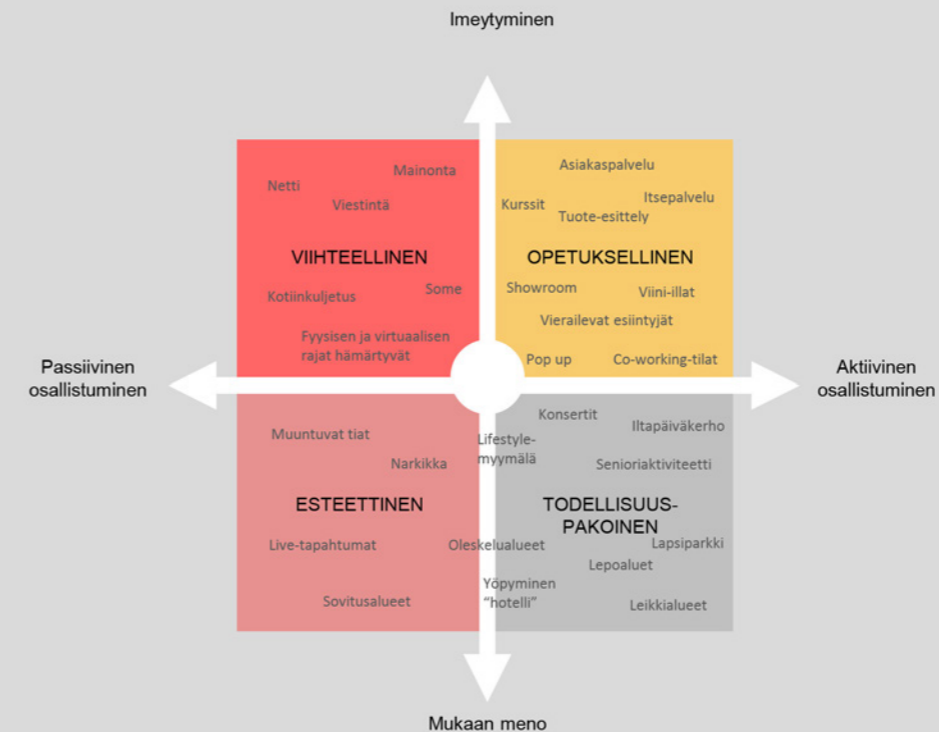 Imeytyminen
Mainonta
Netti
Viestintä
VIIHTEELLINEN
Some
Kotiinkuljetus
Fyysisen ja virtuaalisen
rajat hämärtyvät
Asiakaspalvelu
Itsepalvelu
Kurssit
Tuote-esittely
OPETUKSELLINEN
Showroom
Viini-illat
Vierailevat esiintyjät
Pop up
Co-working-tilat
Passiivinen
osallistuminen
Aktiivinen
osallistuminen
Muuntuvat tiat
Narkikka
ESTEETTINEN
Live-tapahtumat
Sovitusalueet
Lifestyle-
myymälä
Oleskelualueet
Yöpyminen
“hotelli”
Konsertit
Iltapäiväkerho
Senioriaktiviteetti
TODELLISUUS-
PAKOINEN
Lapsiparkki
Lepoaluet
Leikkialueet
Mukaan meno